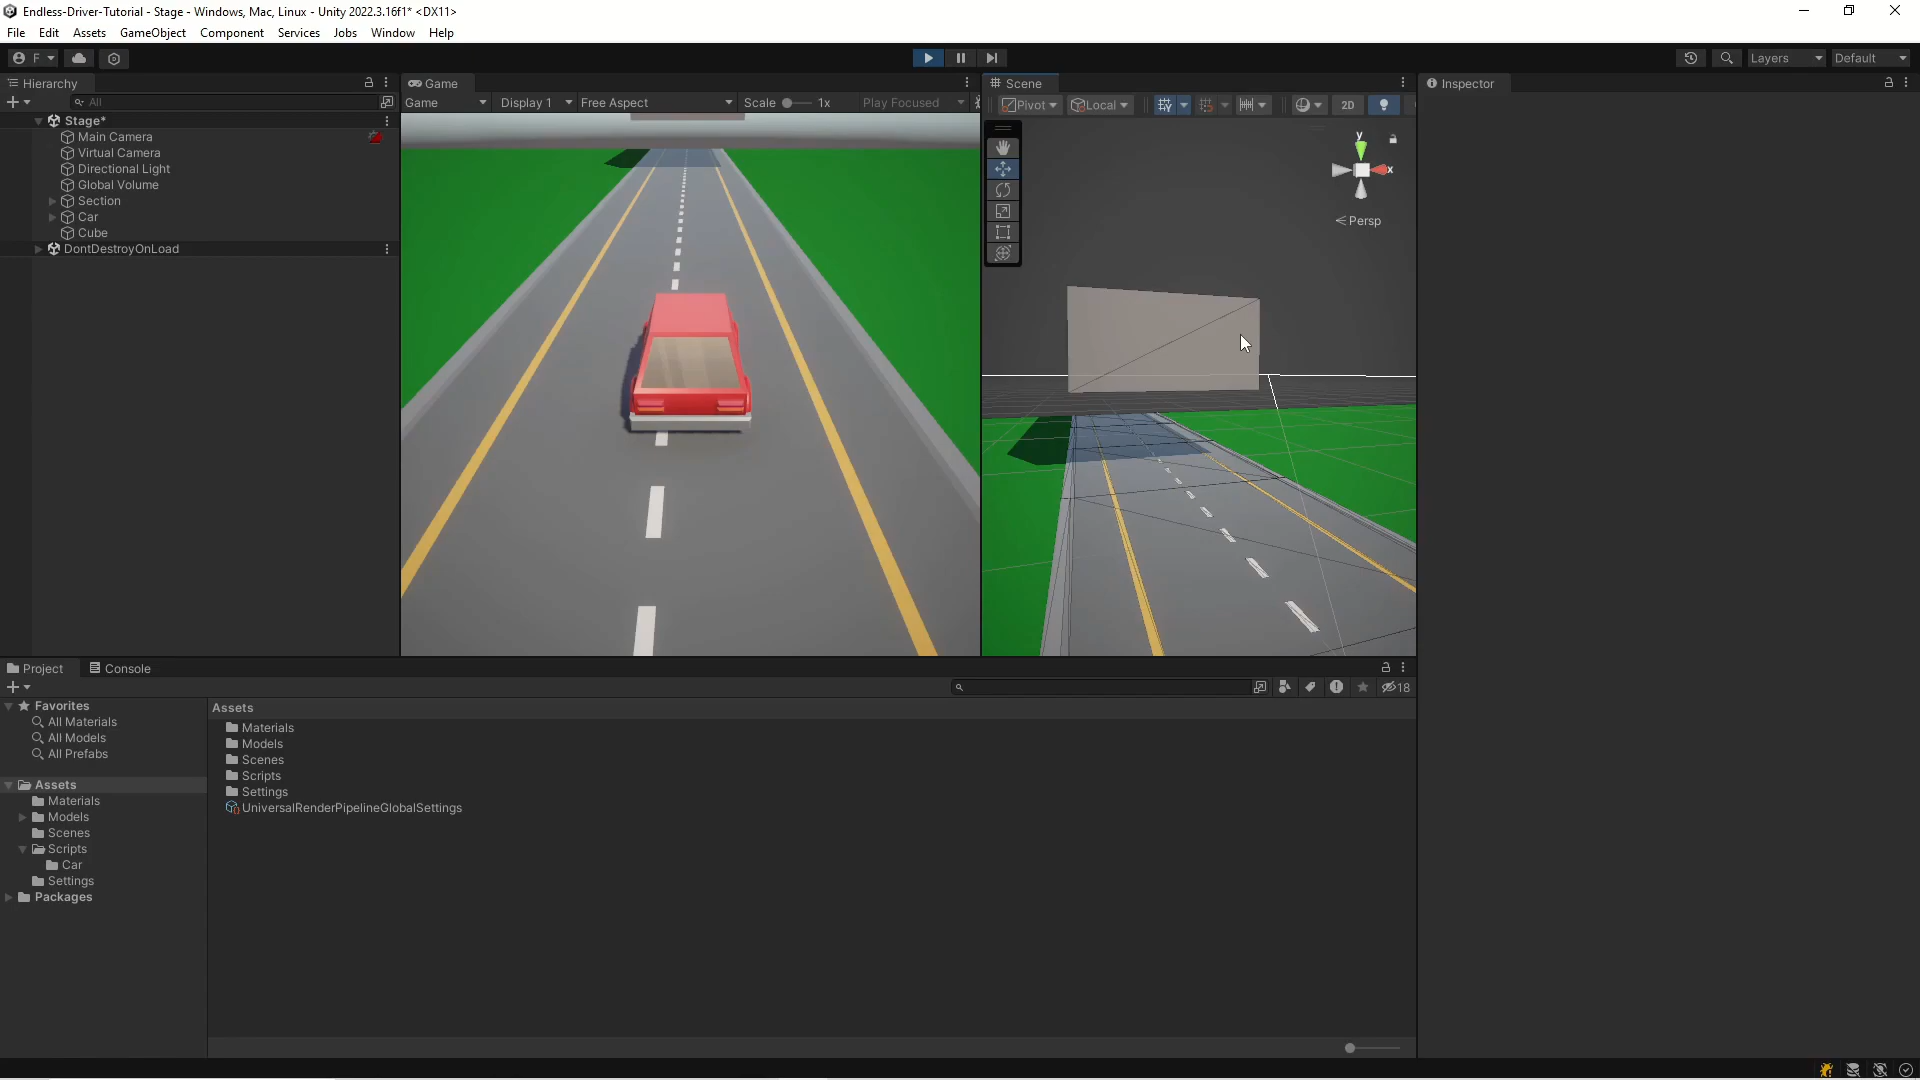 Endless-Driver-Tutorial - Stage - Windows, Mac, Linux - Unity 2022.3.16f1* <DX11>
File Edit Assets GameObject Component Services Jobs Window Help
F
Layers
Default
Hierarchy
All
Stage*
Main Camera
Virtual Camera
Directional Light
Global Volume
Section
Car
Cube
DontDestroyOnLoad
Game
Game
Display 1
Free Aspect
Scale
1x
Play Focused
Scene
Pivot
Local
2D
y
x
Persp
Inspector
Project
Console
18
Favorites
All Materials
All Models
All Prefabs
Assets
Materials
Models
Scenes
Scripts
Car
Settings
Packages
Assets
Materials
Models
Scenes
Scripts
Settings
UniversalRenderPipelineGlobalSettings